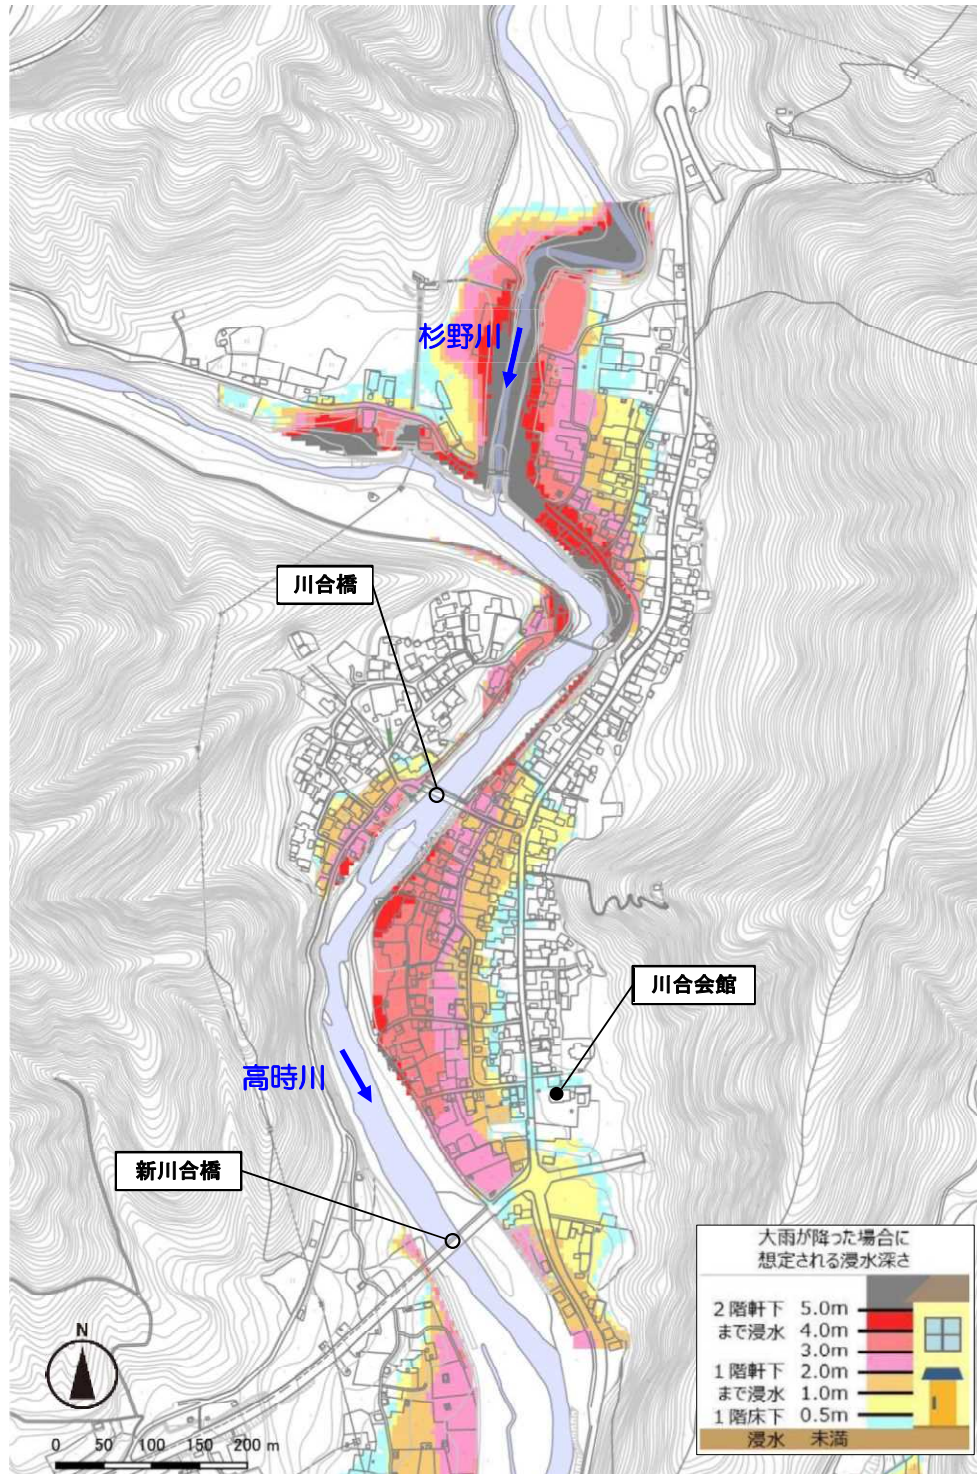 杉野川
川合橋
川合会館
高時川
新川合橋
N
0 50 100 150 200 m
大雨が降った場合に
想定される浸水深さ
2階軒下 5.0m
まで浸水 4.0m
3.0m
1階軒下 2.0m
まで浸水 1.0m
1階床下 0.5m
浸水 未満